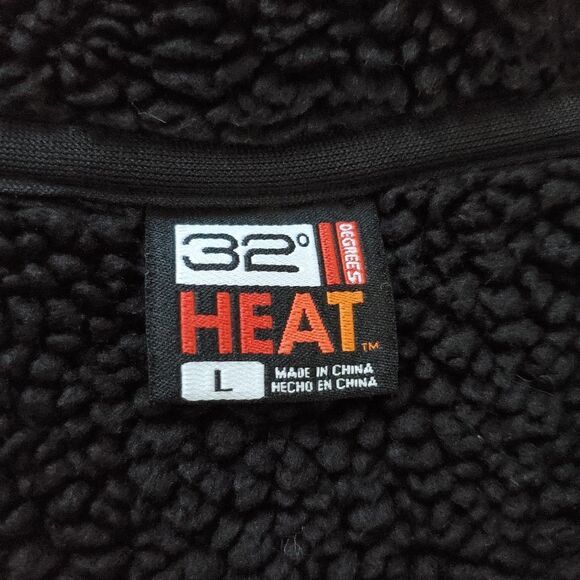 32° DEGREES
HEAT™
L
MADE IN CHINA
HECHO EN CHINA